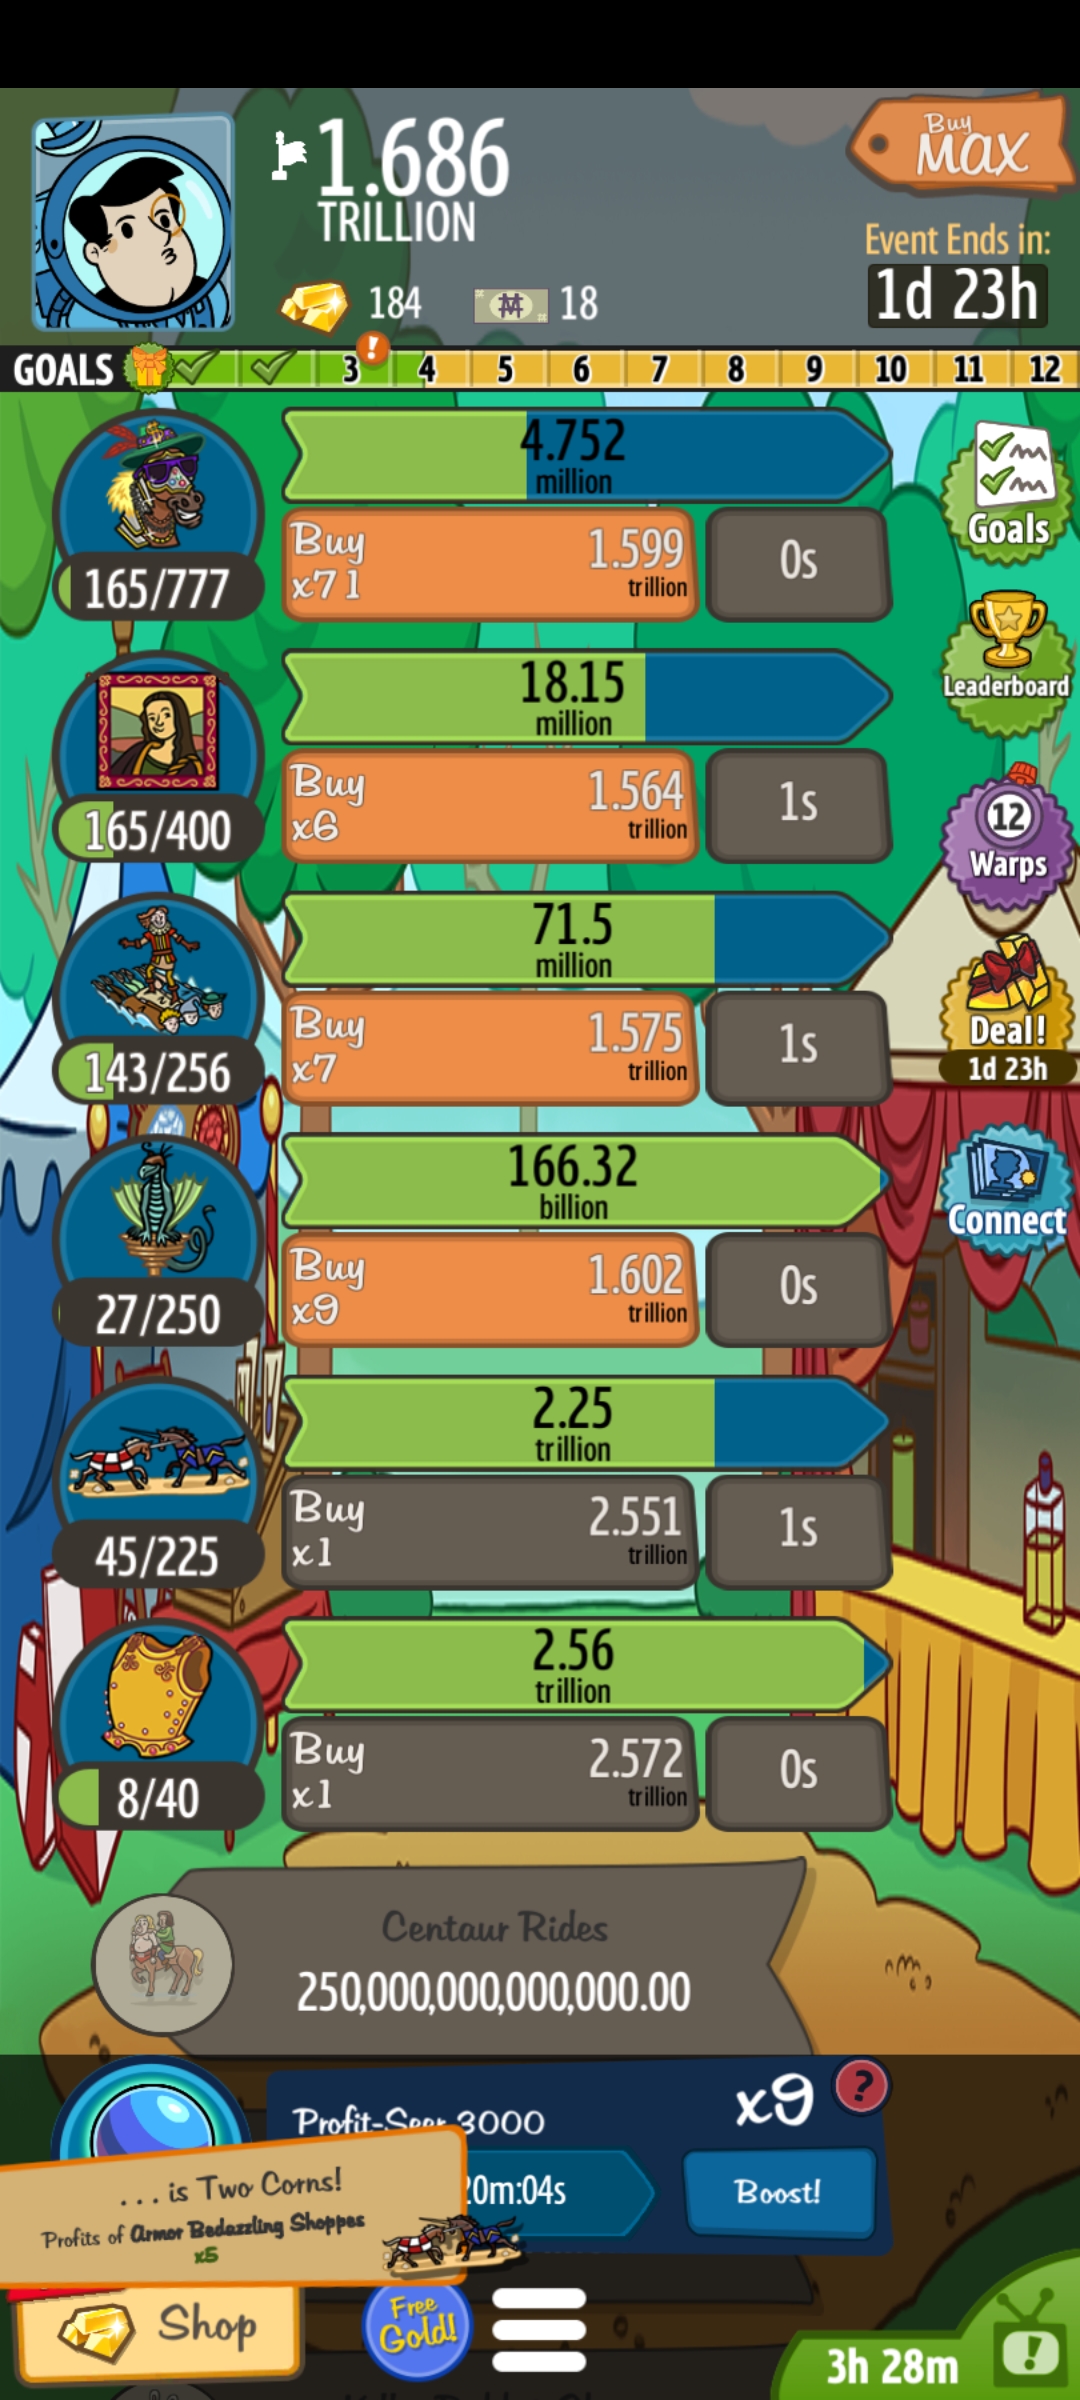 1.686
TRILLION
Buy
MAX
Event Ends in:
1d 23h
184
18
GOALS
3
!
4
5
6
7
8
9
10
11
12
4.752
million
165/777
Buy
x71
1.599
trillion
0s
Goals
18.15
million
165/400
Buy
x6
1.564
trillion
1s
Leaderboard
12
Warps
71.5
million
143/256
Buy
x7
1.575
trillion
1s
Deal!
1d 23h
166.32
billion
27/250
Buy
x9
1.602
trillion
0s
Connect
2.25
trillion
45/225
Buy
x1
2.551
trillion
1s
2.56
trillion
8/40
Buy
x1
2.572
trillion
0s
Centaur Rides
250,000,000,000,000.00
Profit-Seer 3000
x9
?
20m:04s
Boost!
... is Two Corns!
Profits of Armor Bedazzling Shoppes
x5
Shop
Free
Gold!
3h 28m
!